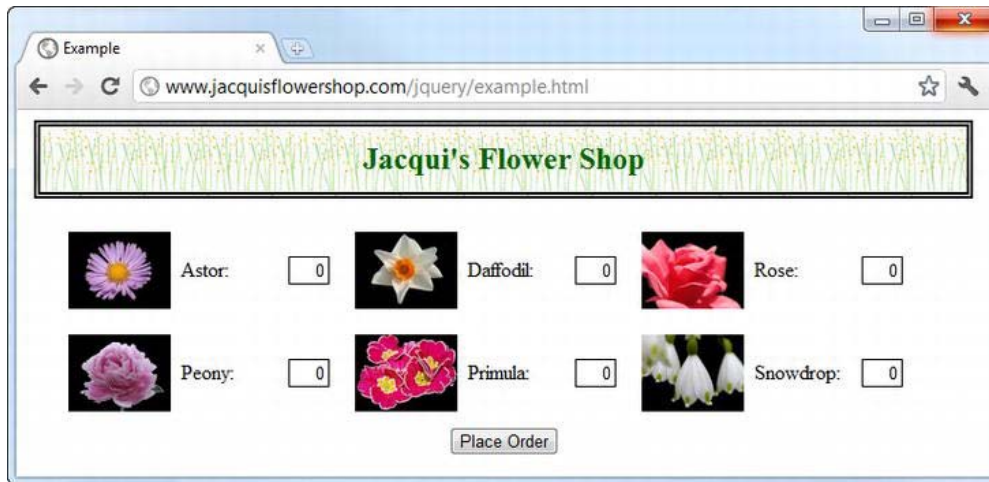 Example
www.jacquisflowershop.com/jquery/example.html
Jacqui's Flower Shop
Astor: 0 Daffodil: 0 Rose: 0
Peony: 0 Primula: 0 Snowdrop: 0
Place Order